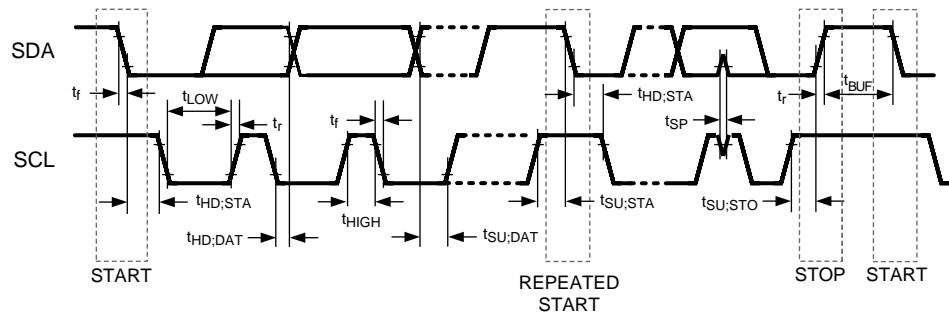 SDA
t_f
t_LOW
t_r
t_f
t_HD;STA
t_SP
t_r
t_BUF
SCL
t_HD;STA
t_HD;DAT
t_HIGH
t_SU;DAT
t_SU;STA
t_SU;STO
START
REPEATED
START
STOP
START